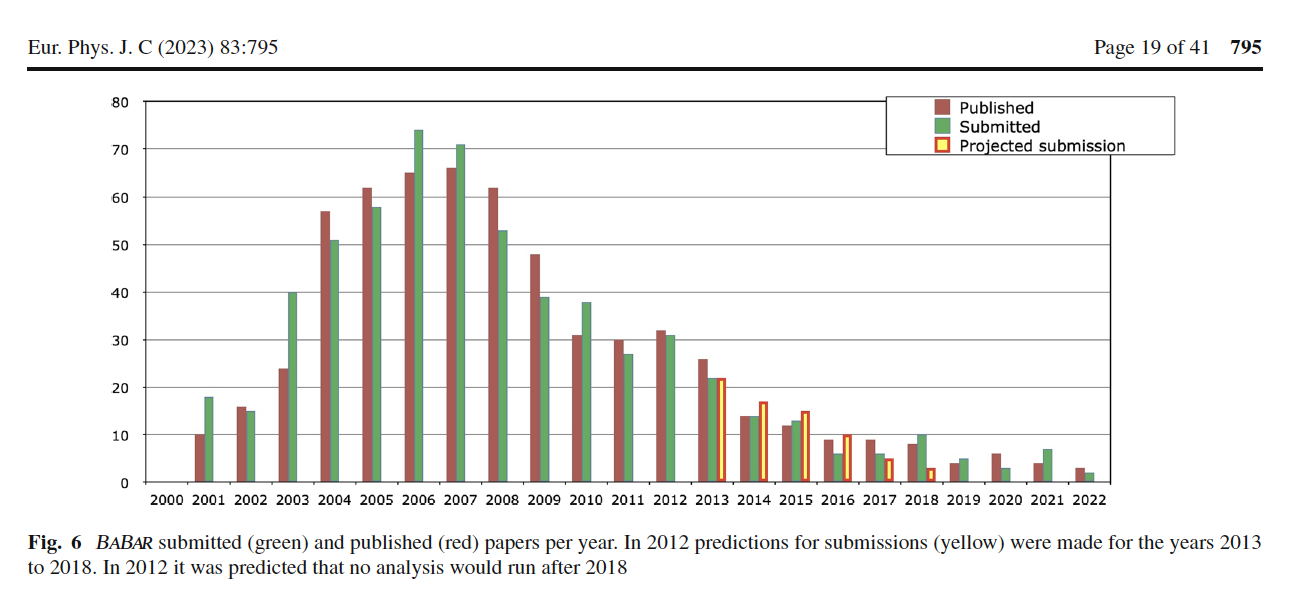 Eur. Phys. J. C (2023) 83:795
Page 19 of 41 795
80
Published
Submitted
Projected submission
70
60
50
40
30
20
10
0
2000 2001 2002 2003 2004 2005 2006 2007 2008 2009 2010 2011 2012 2013 2014 2015 2016 2017 2018 2019 2020 2021 2022
Fig. 6 BABAR submitted (green) and published (red) papers per year. In 2012 predictions for submissions (yellow) were made for the years 2013
to 2018. In 2012 it was predicted that no analysis would run after 2018